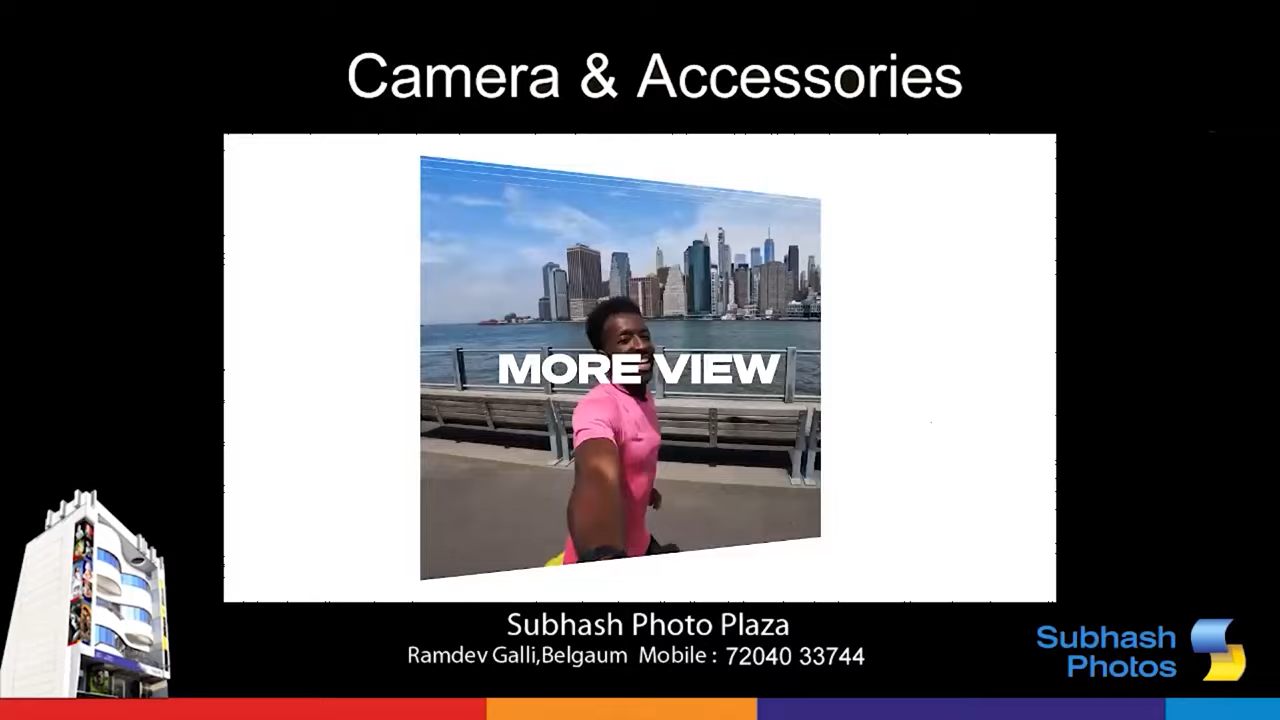 Camera & Accessories
MORE VIEW
Subhash Photo Plaza
Ramdev Galli,Belgaum Mobile : 72040 33744
Subhash
Photos